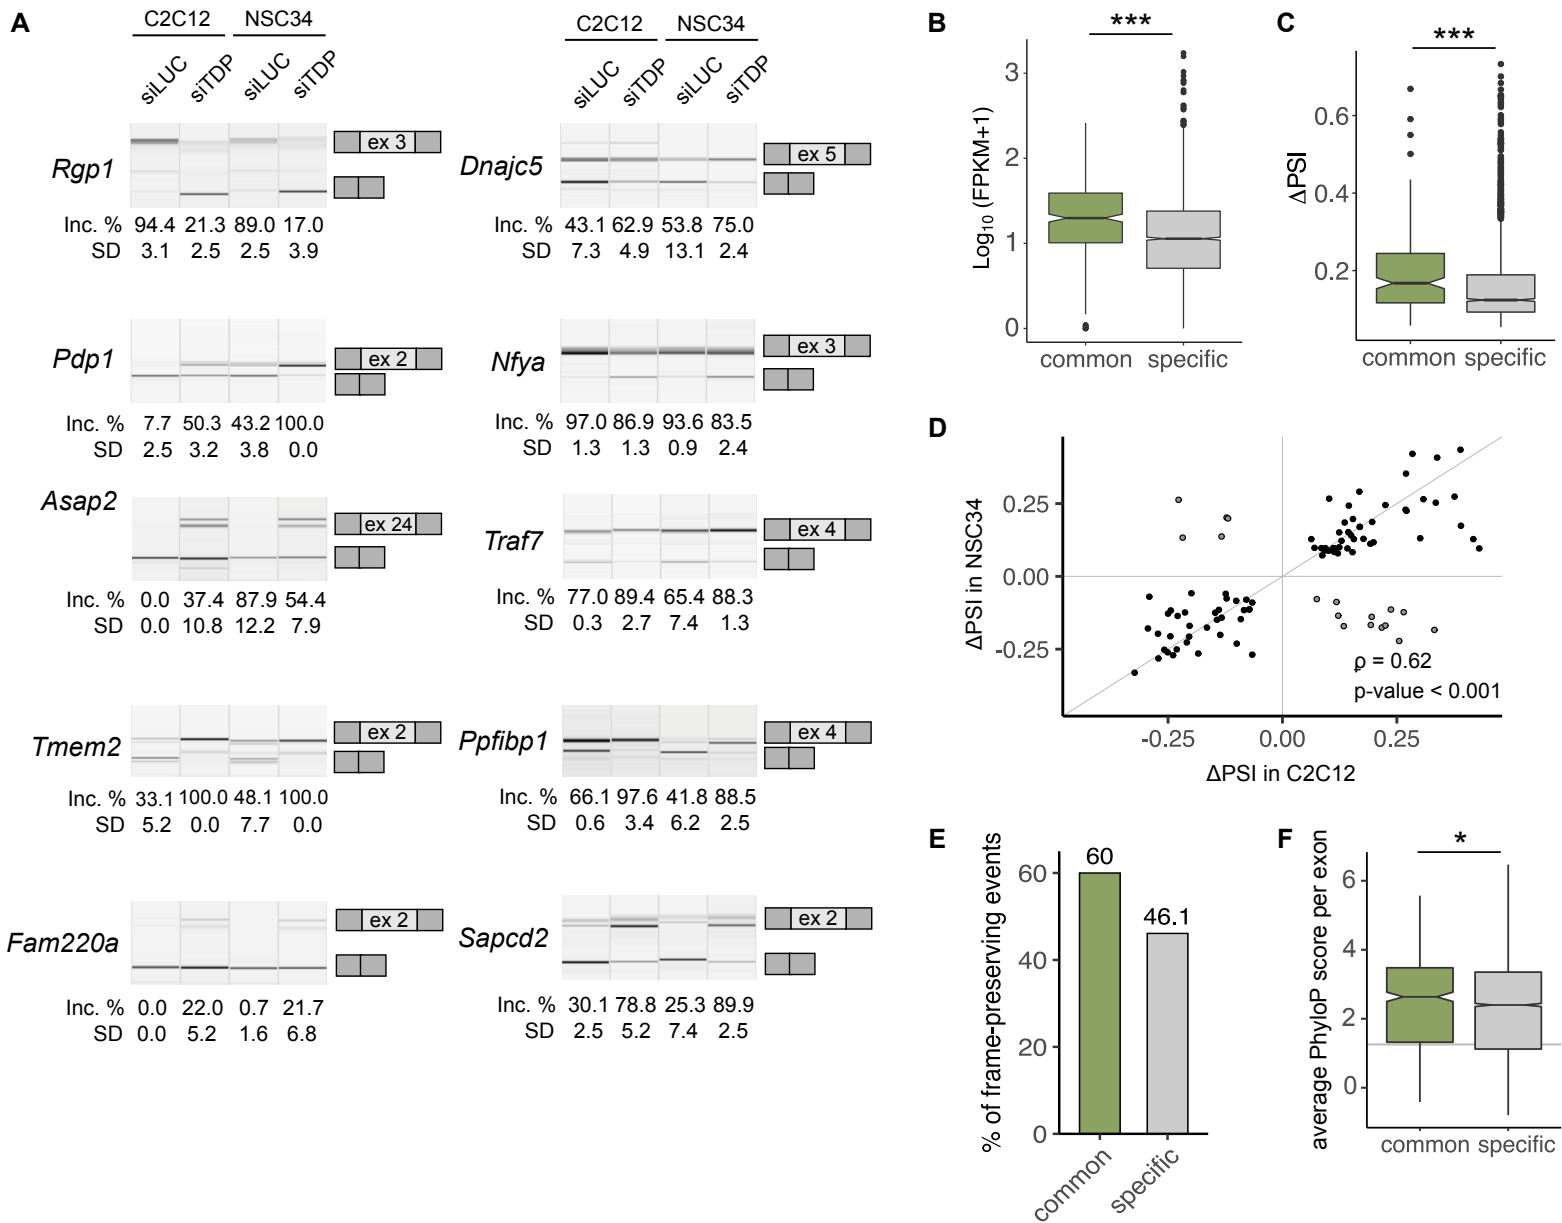 A
C2C12 NSC34
siLUC siTDP siLUC siTDP
Rgp1
ex 3
Inc. % 94.4 21.3 89.0 17.0
SD 3.1 2.5 2.5 3.9
Pdp1
ex 2
Inc. % 7.7 50.3 43.2 100.0
SD 2.5 3.2 3.8 0.0
Asap2
ex 24
Inc. % 0.0 37.4 87.9 54.4
SD 0.0 10.8 12.2 7.9
Tmem2
ex 2
Inc. % 33.1 100.0 48.1 100.0
SD 5.2 0.0 7.7 0.0
Fam220a
ex 2
Inc. % 0.0 22.0 0.7 21.7
SD 0.0 5.2 1.6 6.8
C2C12 NSC34
siLUC siTDP siLUC siTDP
Dnajc5
ex 5
43.1 62.9 53.8 75.0
7.3 4.9 13.1 2.4
Nfya
ex 3
Inc. % 97.0 86.9 93.6 83.5
SD 1.3 1.3 0.9 2.4
Traf7
ex 4
Inc. % 77.0 89.4 65.4 88.3
SD 0.3 2.7 7.4 1.3
Ppfibp1
ex 4
Inc. % 66.1 97.6 41.8 88.5
SD 0.6 3.4 6.2 2.5
Sapcd2
ex 2
Inc. % 30.1 78.8 25.3 89.9
SD 2.5 5.2 7.4 2.5
B
***
Log10 (FPKM+1)
3
2
1
0
common specific
C
***
ΔPSI
0.6
0.4
0.2
common specific
D
ΔPSI in NSC34
0.25
0.00
-0.25
ρ = 0.62
p-value < 0.001
-0.25 0.00 0.25
ΔPSI in C2C12
E
% of frame-preserving events
60
46.1
60
40
20
0
common specific
F
*
average PhyloP score per exon
6
4
2
0
common specific